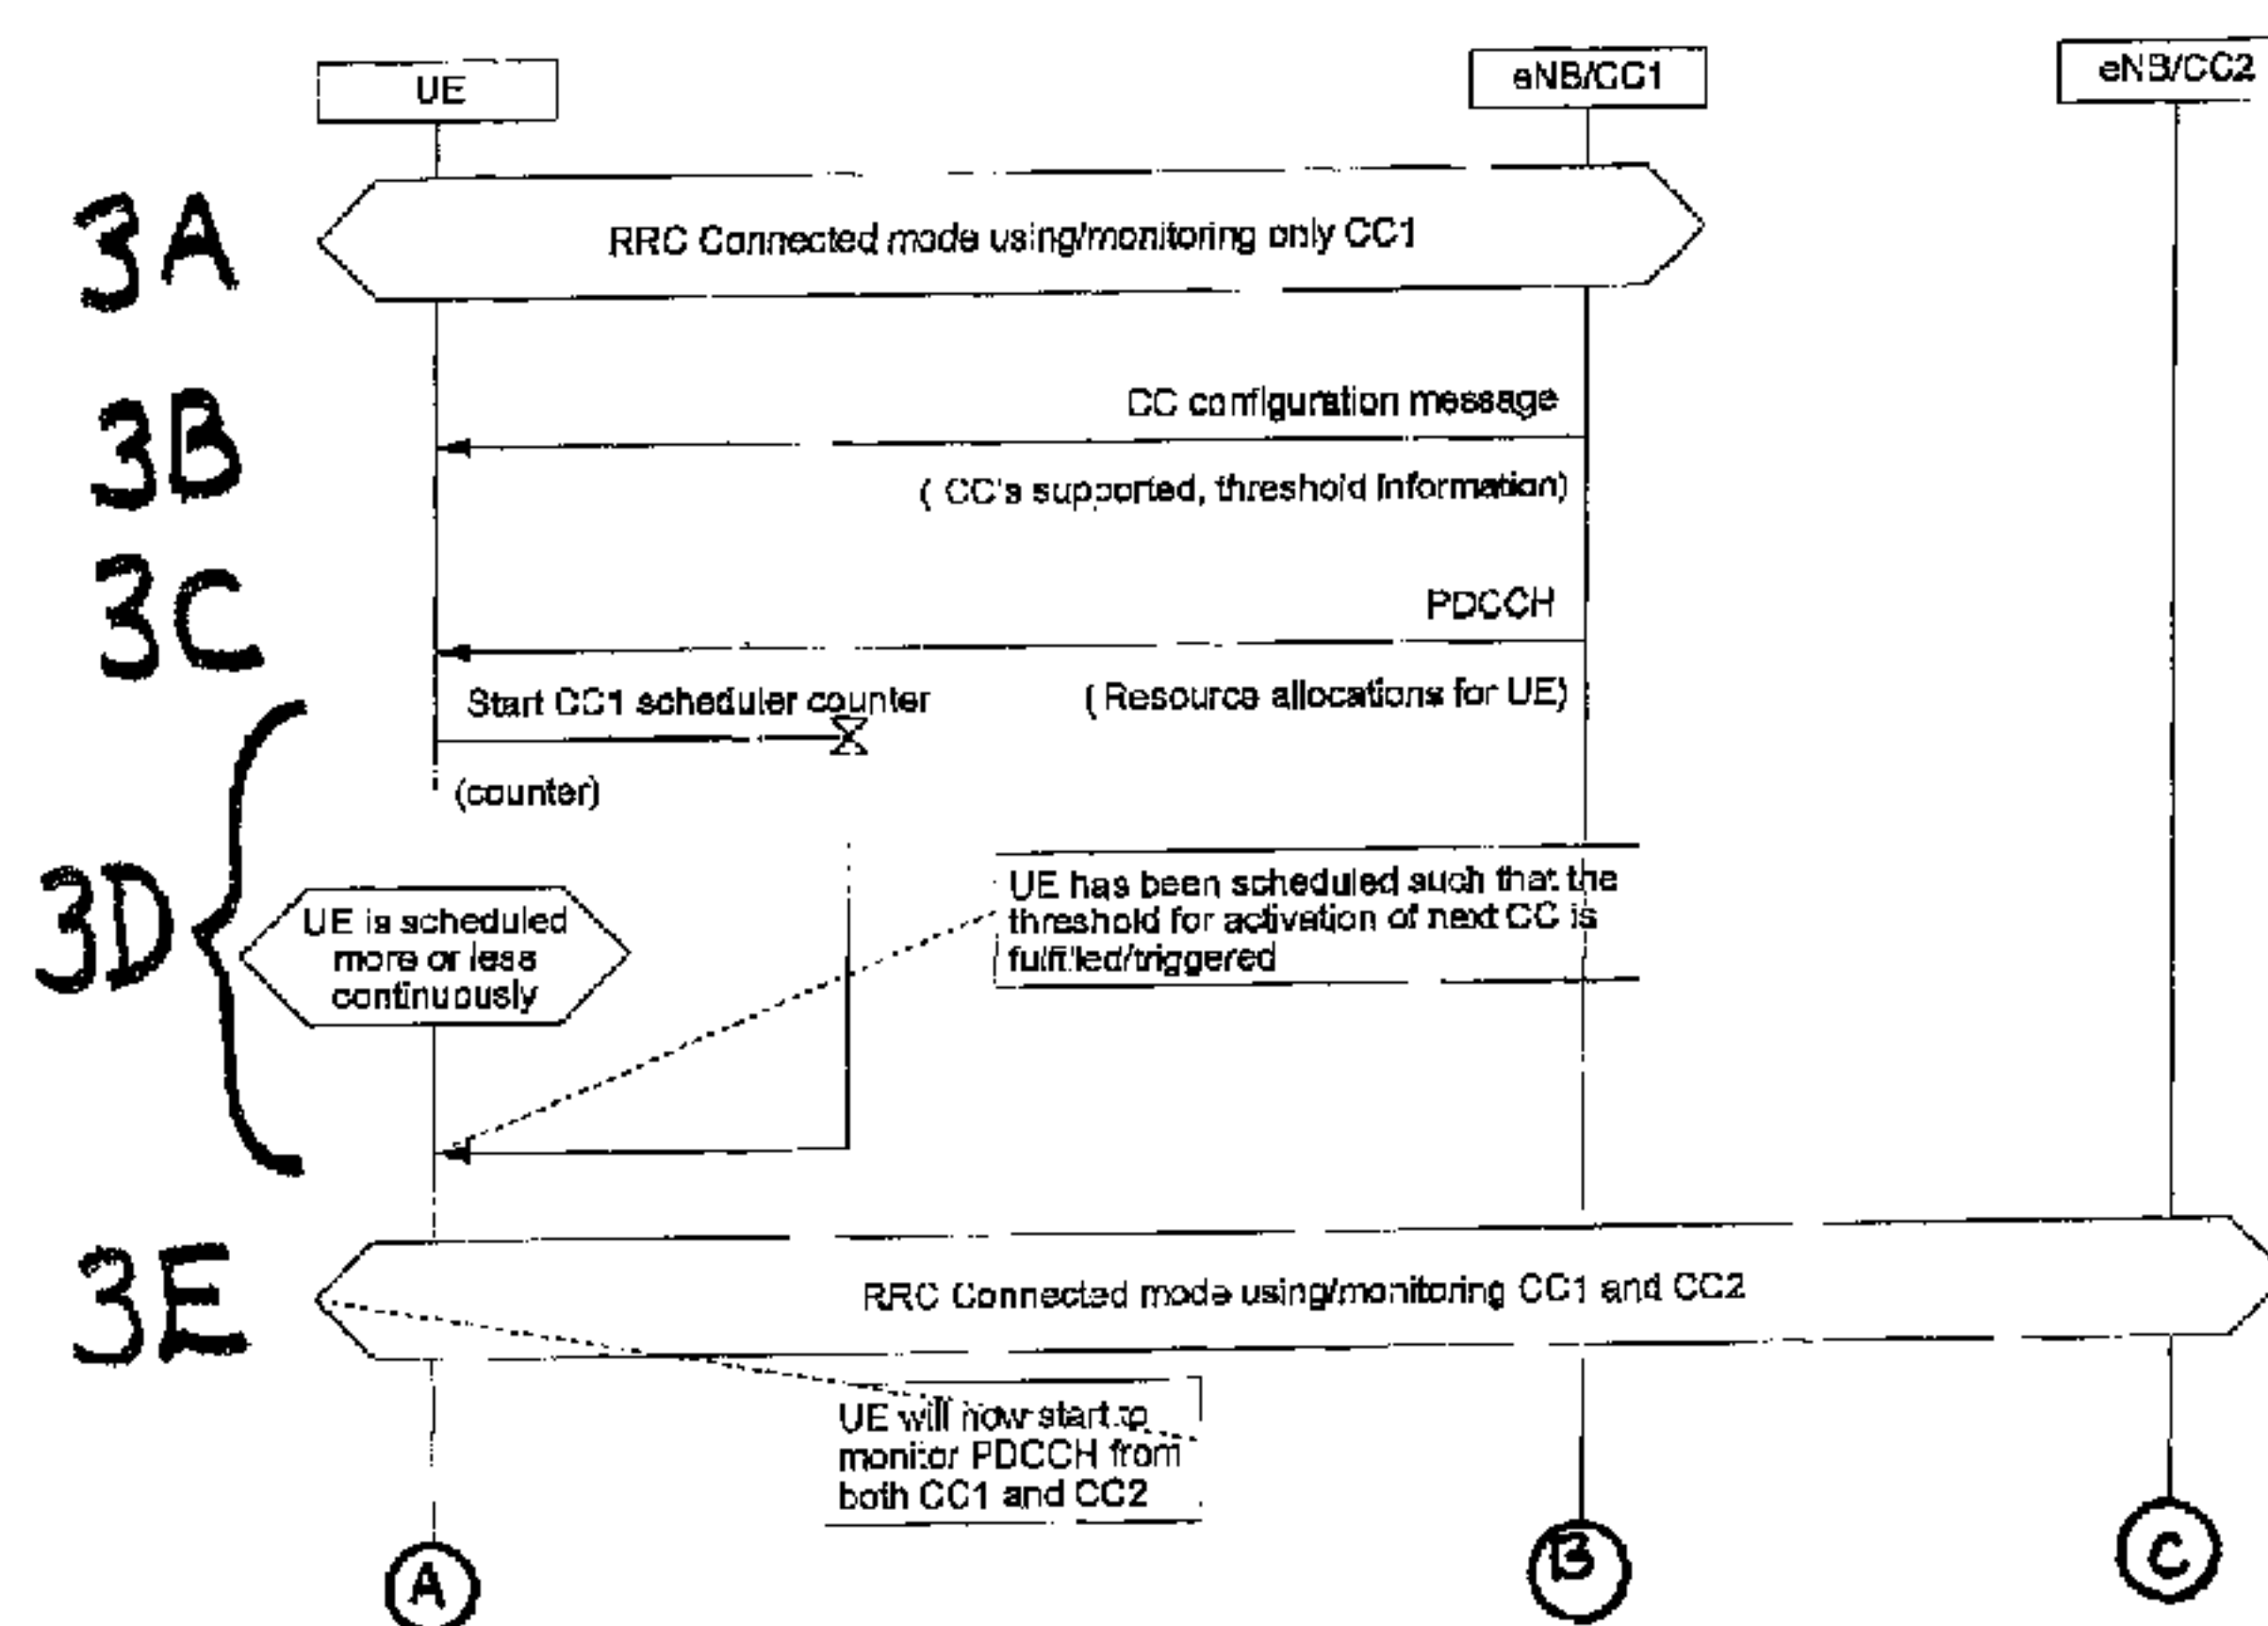 UE
eNB/CC1
eNB/CC2
3A
RRC Connected mode using/monitoring only CC1
3B
CC configuration message
( CC's supported, threshold Information)
3C
PDCCH
Start CC1 scheduler counter
( Resource allocations for UE)
(counter)
3D
UE is scheduled
more or less
continuously
UE has been scheduled such that the
threshold for activation of next CC is
fulfilled/triggered
3E
RRC Connected mode using/monitoring CC1 and CC2
UE will now start to
monitor PDCCH from
both CC1 and CC2
A
B
C